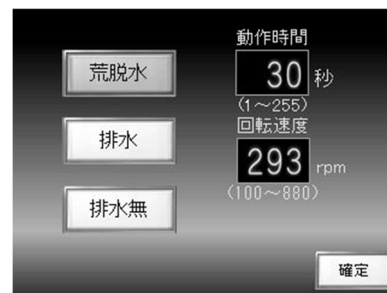 荒脱水
排水
排水無
動作時間
30 秒
(1～255)
回転速度
293 rpm
(100～880)
確定